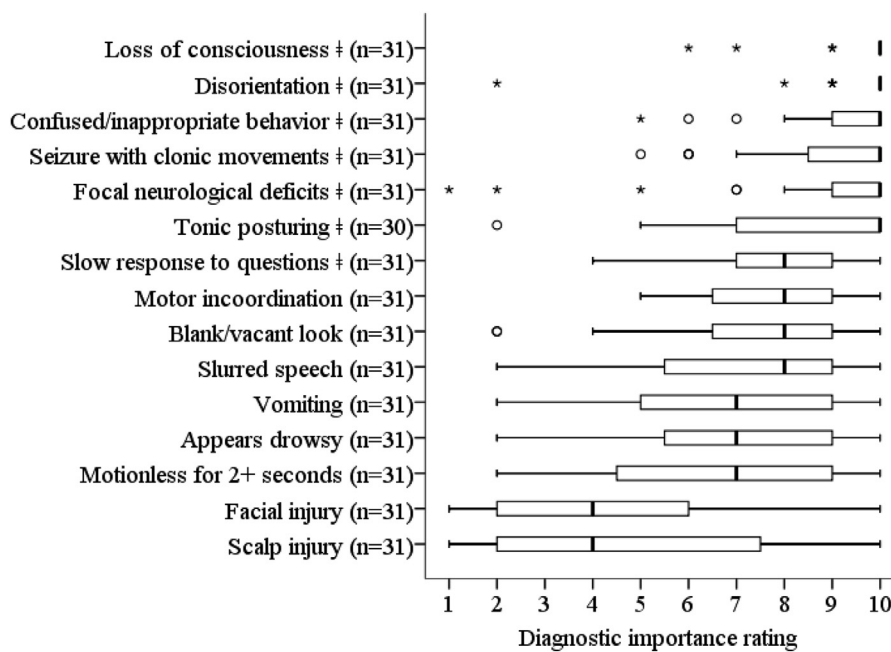 Loss of consciousness ǂ (n=31)
Disorientation ǂ (n=31)
Confused/inappropriate behavior ǂ (n=31)
Seizure with clonic movements ǂ (n=31)
Focal neurological deficits ǂ (n=31)
Tonic posturing ǂ (n=30)
Slow response to questions ǂ (n=31)
Motor incoordination (n=31)
Blank/vacant look (n=31)
Slurred speech (n=31)
Vomiting (n=31)
Appears drowsy (n=31)
Motionless for 2+ seconds (n=31)
Facial injury (n=31)
Scalp injury (n=31)
1 2 3 4 5 6 7 8 9 10
Diagnostic importance rating